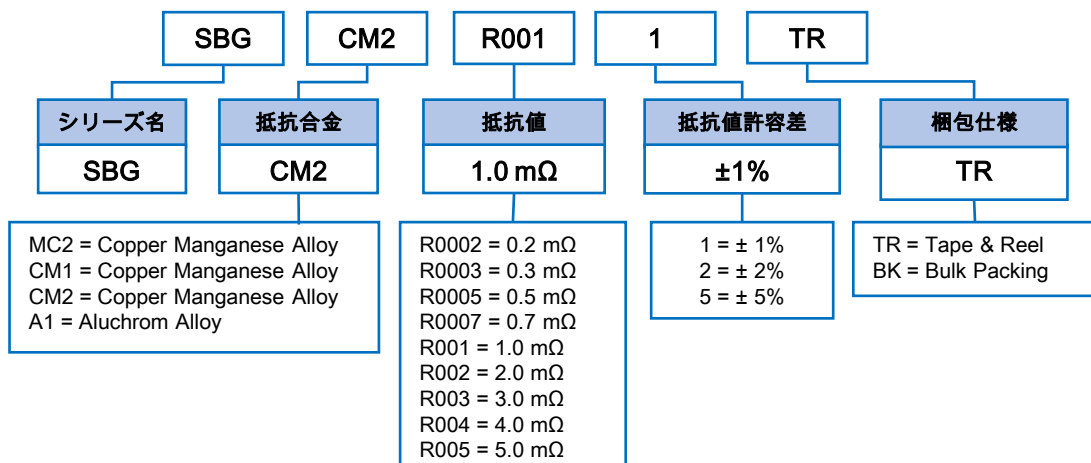 SBG CM2 R001 1 TR
シリーズ名 抵抗合金 抵抗値 抵抗値許容差 梱包仕様
SBG CM2 1.0 mΩ ±1% TR
MC2 = Copper Manganese Alloy
CM1 = Copper Manganese Alloy
CM2 = Copper Manganese Alloy
A1 = Aluchrom Alloy
R0002 = 0.2 mΩ
R0003 = 0.3 mΩ
R0005 = 0.5 mΩ
R0007 = 0.7 mΩ
R001 = 1.0 mΩ
R002 = 2.0 mΩ
R003 = 3.0 mΩ
R004 = 4.0 mΩ
R005 = 5.0 mΩ
1 = ± 1%
2 = ± 2%
5 = ± 5%
TR = Tape & Reel
BK = Bulk Packing